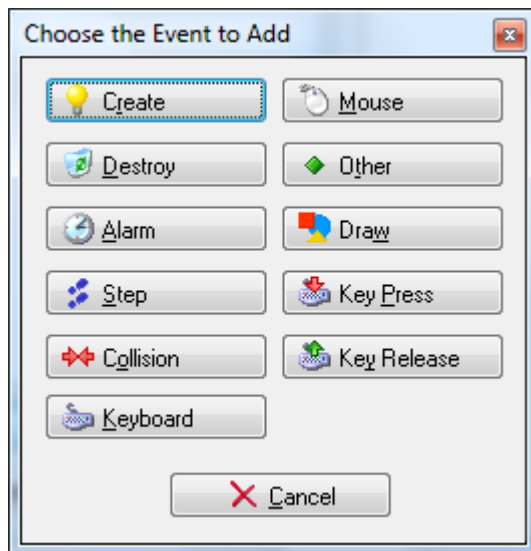 Choose the Event to Add
Create
Mouse
Destroy
Other
Alarm
Draw
Step
Key Press
Collision
Key Release
Keyboard
Cancel